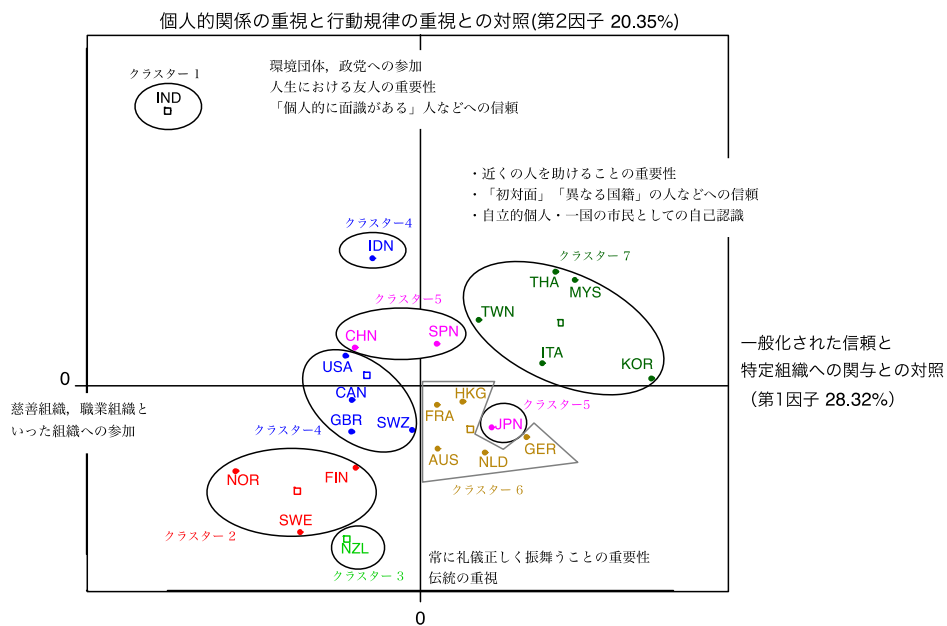 個人的関係の重視と行動規律の重視との対照(第2因子 20.35%)
クラスター 1
IND
環境団体，政党への参加
人生における友人の重要性
「個人的に面識がある」人などへの信頼
・近くの人を助けることの重要性
・「初対面」「異なる国籍」の人などへの信頼
・自立的個人・一国の市民としての自己認識
クラスター4
IDN
クラスター 7
THA
MYS
TWN
ITA
KOR
クラスター5
CHN
SPN
USA
CAN
GBR
SWZ
クラスター4
0
一般化された信頼と
特定組織への関与との対照
（第1因子 28.32%）
慈善組織，職業組織と
いった組織への参加
HKG
FRA
クラスター5
JPN
GER
AUS
NLD
クラスター 6
NOR
FIN
SWE
クラスター 2
NZL
クラスター 3
常に礼儀正しく振舞うことの重要性
伝統の重視
0